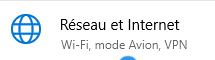 Réseau et Internet
Wi-Fi, mode Avion, VPN